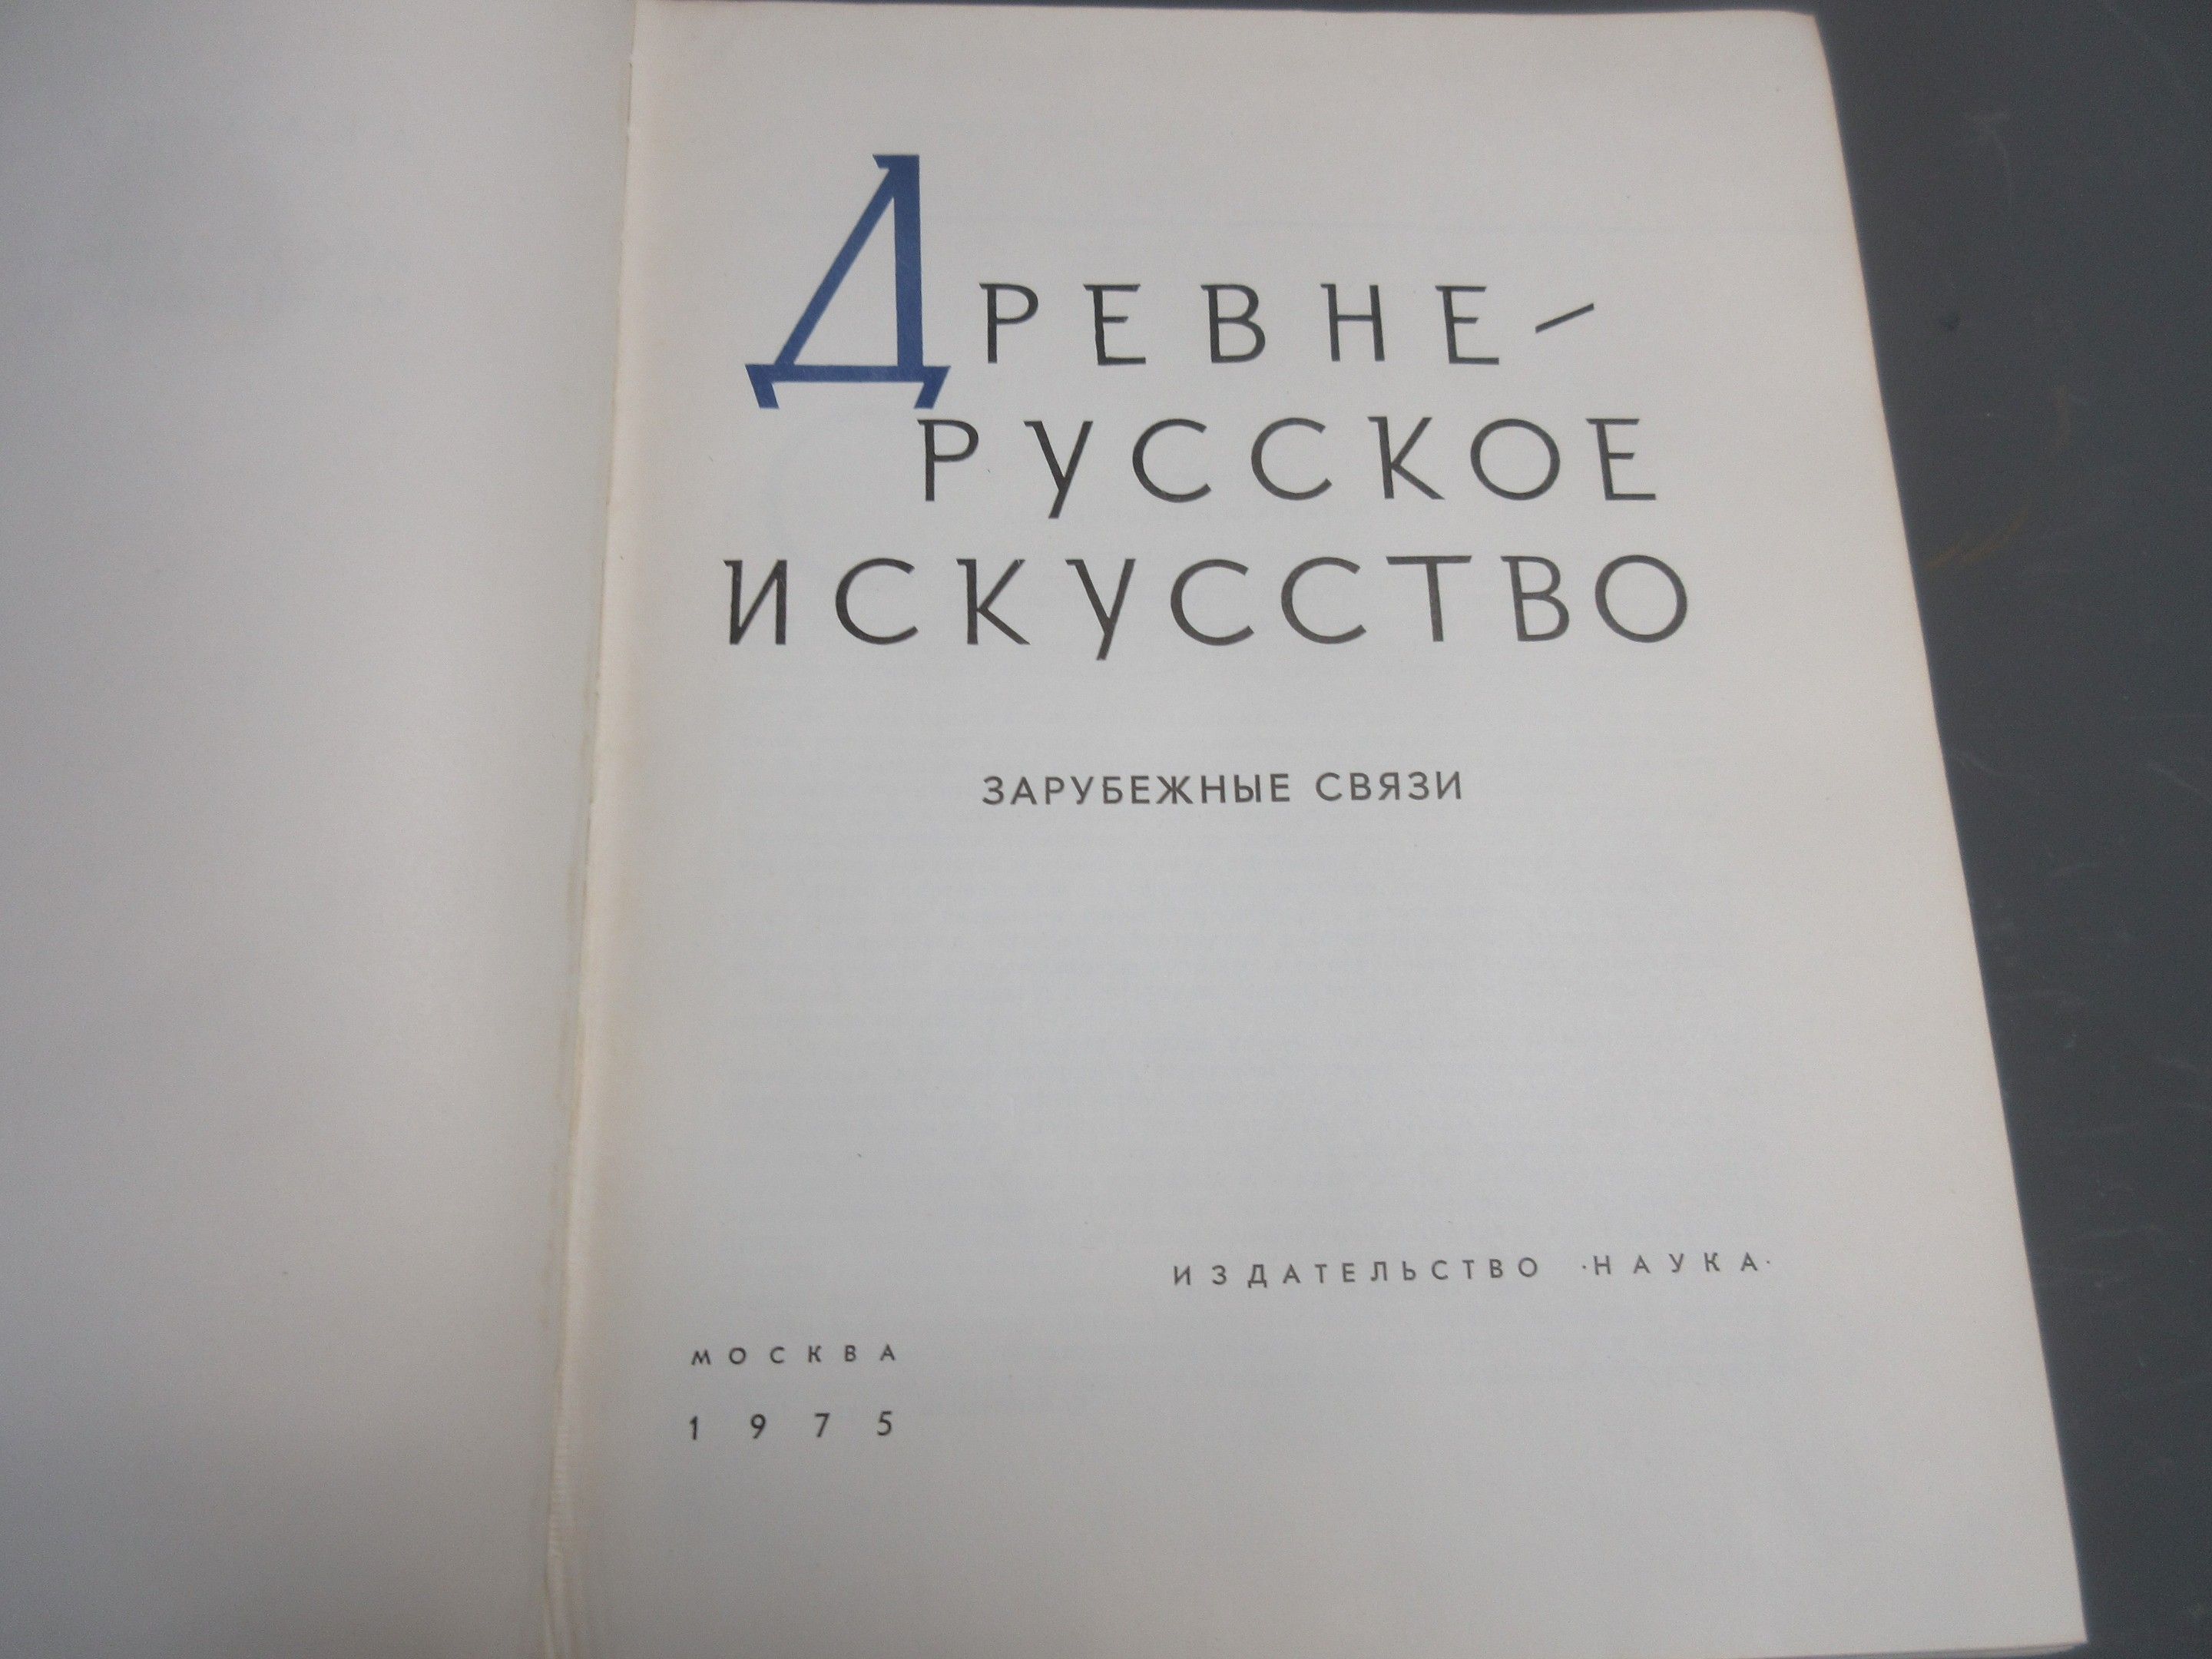 ДРЕВНЕ-
РУССКОЕ
ИСКУССТВО
ЗАРУБЕЖНЫЕ СВЯЗИ
ИЗДАТЕЛЬСТВО ·НАУКА·
МОСКВА
1975